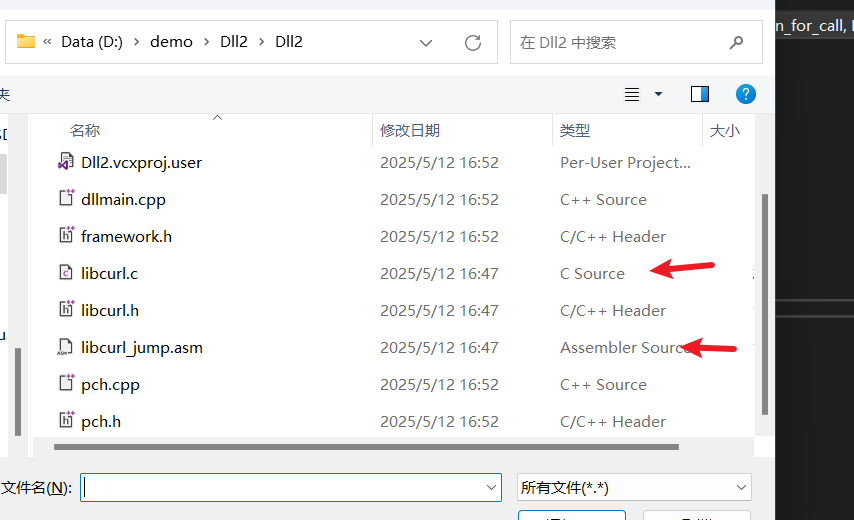 n_for_call,
« Data (D:) › demo › Dll2 › Dll2
在 Dll2 中搜索
夹
名称 修改日期 类型 大小
Dll2.vcxproj.user 2025/5/12 16:52 Per-User Project...
dllmain.cpp 2025/5/12 16:52 C++ Source
framework.h 2025/5/12 16:52 C/C++ Header
libcurl.c 2025/5/12 16:47 C Source
libcurl.h 2025/5/12 16:47 C/C++ Header
libcurl_jump.asm 2025/5/12 16:47 Assembler Source
pch.cpp 2025/5/12 16:52 C++ Source
pch.h 2025/5/12 16:52 C/C++ Header
文件名(N): 所有文件(*.*)